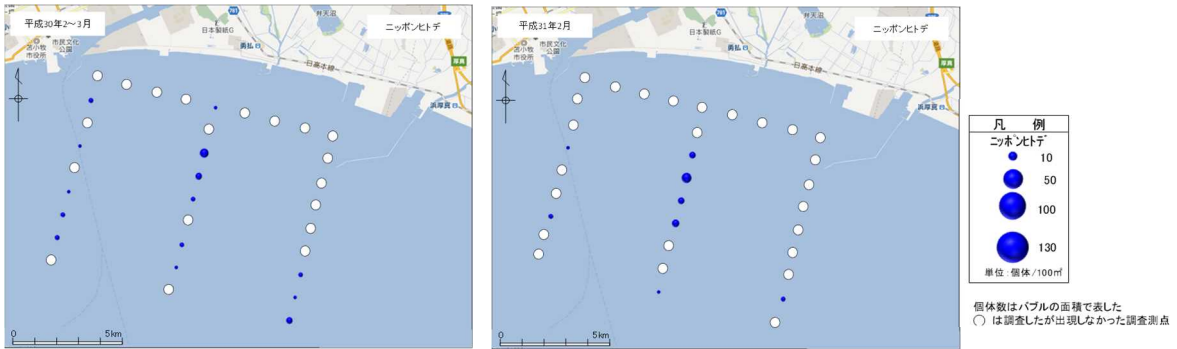 平成30年2～3月
ニッポンヒトデ
苫小牧
市役所
市民文化
公園
日本製紙G
弁天沼
勇払
日高本線
厚真
浜厚真
0
5km
平成31年2月
ニッポンヒトデ
苫小牧
市役所
市民文化
公園
日本製紙G
弁天沼
勇払
日高本線
厚真
浜厚真
0
5km
凡 例
ニッポンヒトデ
10
50
100
130
単位:個体/100㎡
個体数はバブルの面積で表した
○ は調査したが出現しなかった調査測点